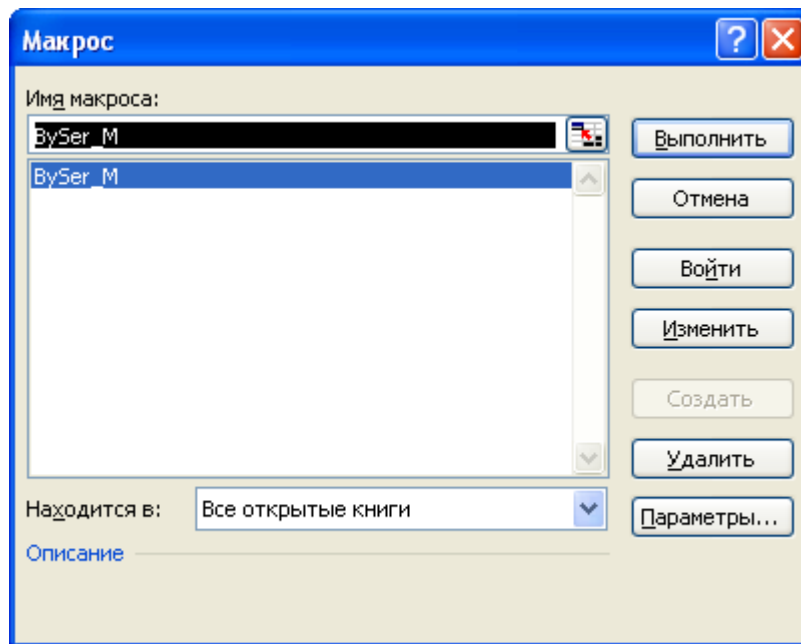 Макрос
Имя макроса:
BySer_M
BySer_M
Выполнить
Отмена
Войти
Изменить
Создать
Удалить
Находится в:
Все открытые книги
Параметры...
Описание